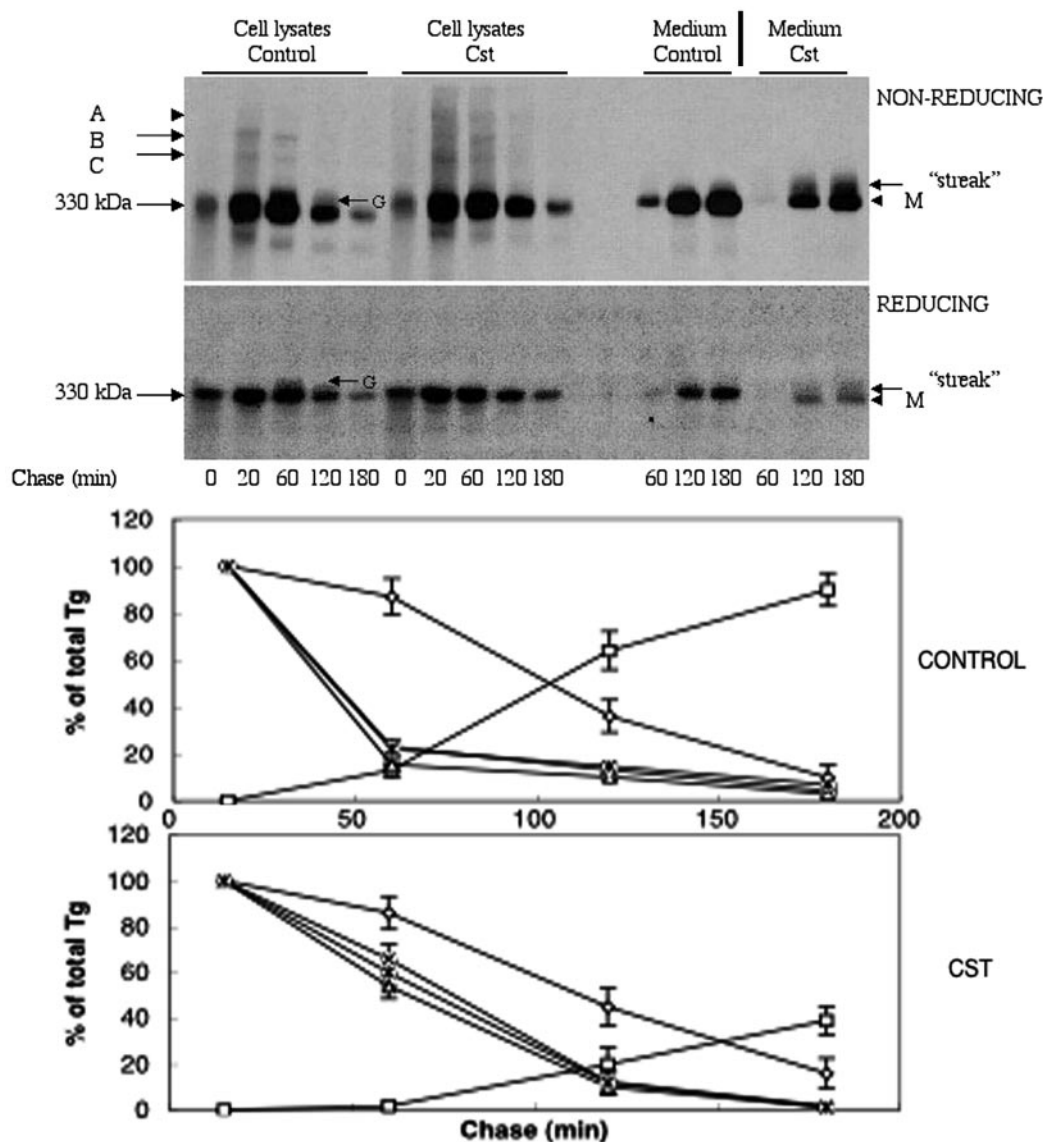 Cell lysates Control
Cell lysates Cst
Medium Control
Medium Cst
NON-REDUCING
A
B
C
330 kDa
G
"streak"
M
REDUCING
330 kDa
G
"streak"
M
Chase (min) 0 20 60 120 180 0 20 60 120 180 60 120 180 60 120 180
120
100
80
60
40
20
0
% of total Tg
CONTROL
0 50 100 150 200
120
100
80
60
40
20
0
% of total Tg
CST
Chase (min)